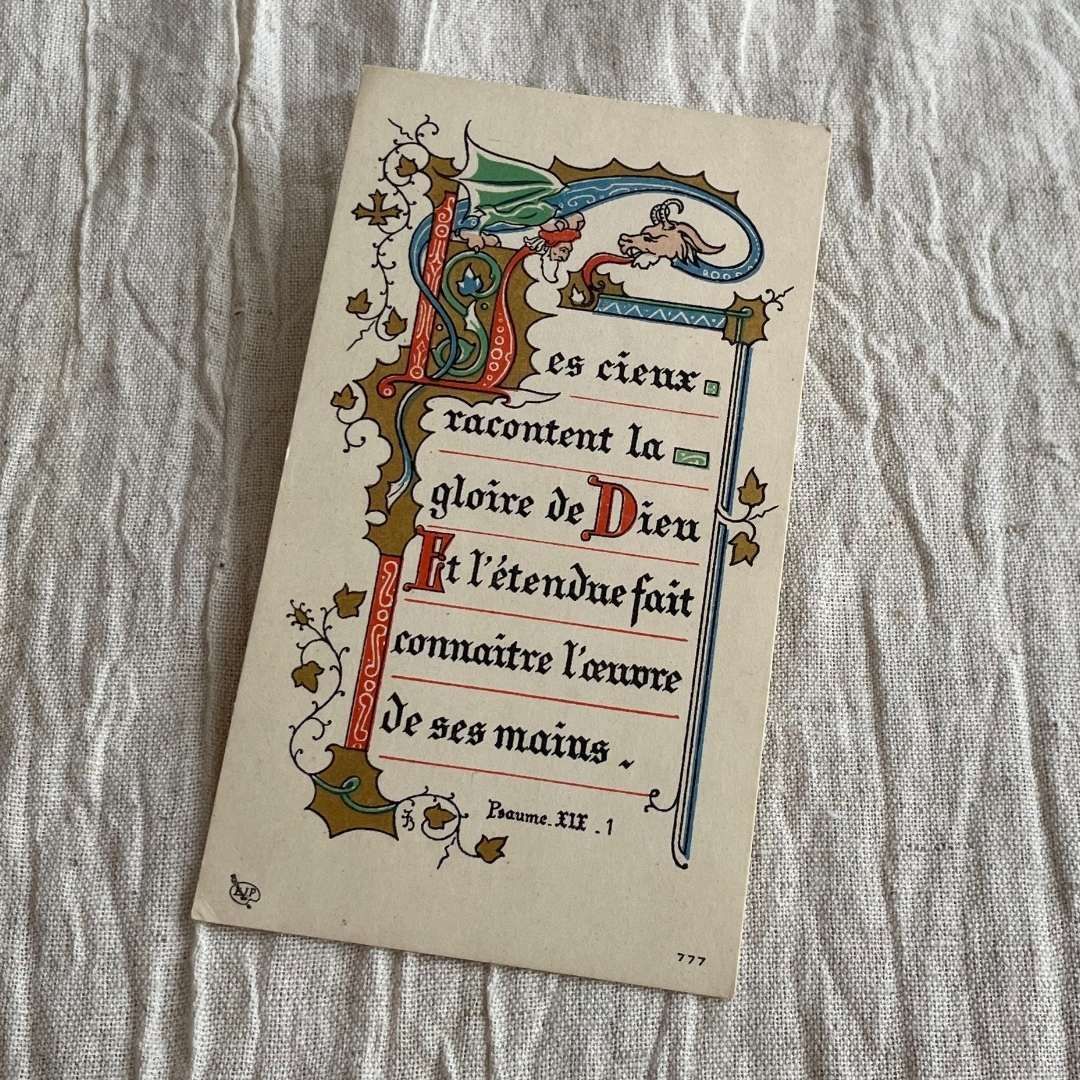 Les cieux
racontent la
gloire de Dieu
Et l'étendue fait
connaître l'œuvre
de ses mains.
Psaume. XIX. 1
AJP
777